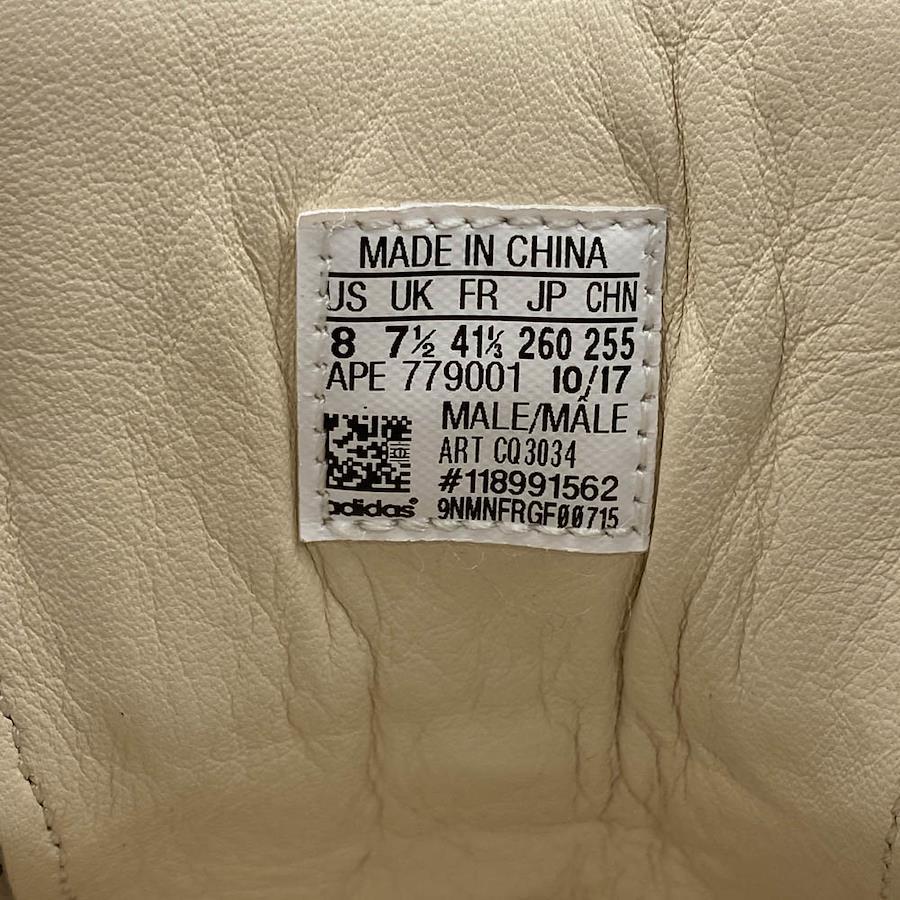 MADE IN CHINA
US UK FR JP CHN
8 7½ 41⅓ 260 255
APE 779001 10/17
MALE/MÂLE
ART CQ3034
#118991562
adidas® 9NMNFRGF00715